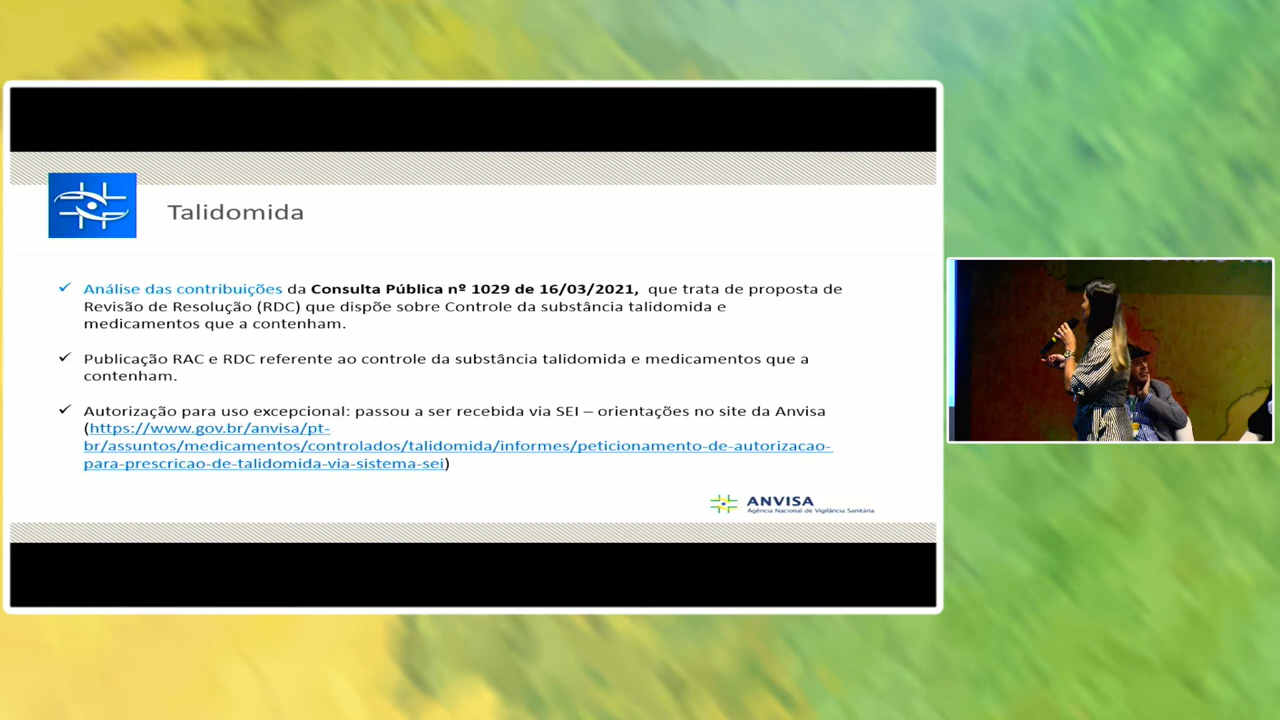 Talidomida
✓ Análise das contribuições da Consulta Pública nº 1029 de 16/03/2021, que trata de proposta de
Revisão de Resolução (RDC) que dispõe sobre Controle da substância talidomida e
medicamentos que a contenham.
✓ Publicação RAC e RDC referente ao controle da substância talidomida e medicamentos que a
contenham.
✓ Autorização para uso excepcional: passou a ser recebida via SEI – orientações no site da Anvisa
(https://www.gov.br/anvisa/pt-
br/assuntos/medicamentos/controlados/talidomida/informes/peticionamento-de-autorizacao-
para-prescricao-de-talidomida-via-sistema-sei)
ANVISA
Agência Nacional de Vigilância Sanitária